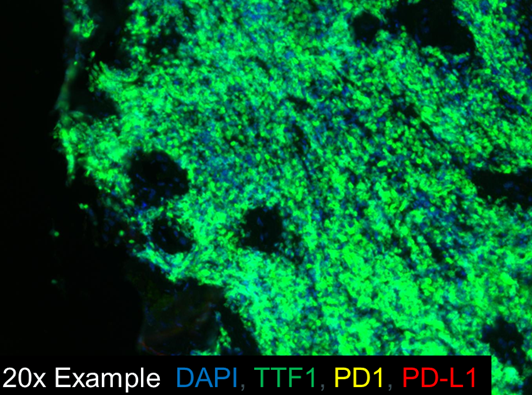 20x Example DAPI, TTF1, PD1, PD-L1